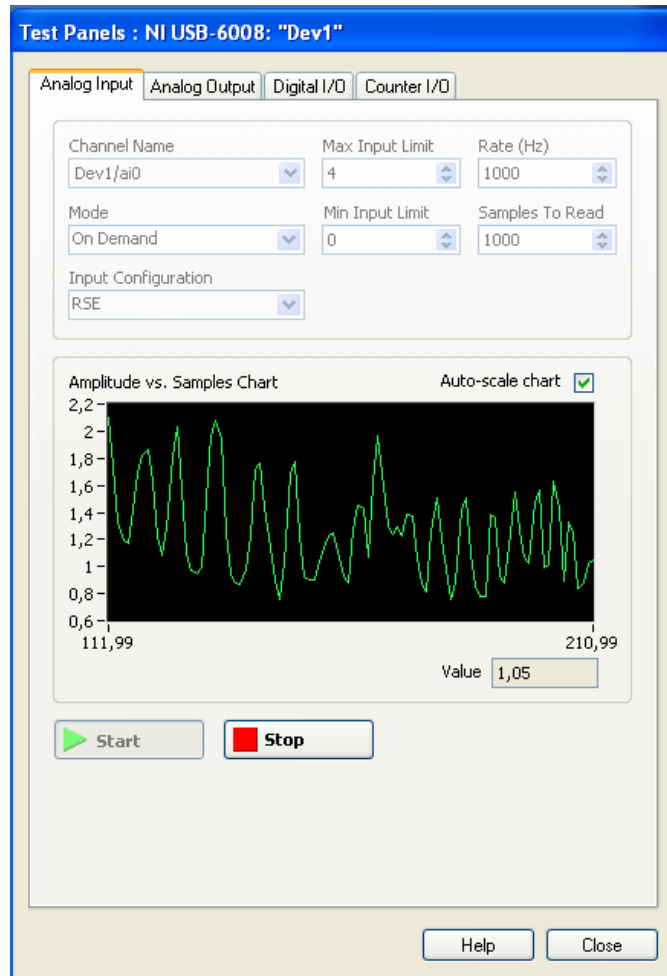 Test Panels : NI USB-6008: "Dev1"
Analog Input Analog Output Digital I/O Counter I/O
Channel Name Max Input Limit Rate (Hz)
Dev1/ai0 4 1000
Mode Min Input Limit Samples To Read
On Demand 0 1000
Input Configuration
RSE
Amplitude vs. Samples Chart Auto-scale chart
2,2
2
1,8
1,6
1,4
1,2
1
0,8
0,6
111,99 210,99
Value 1,05
Start Stop
Help Close